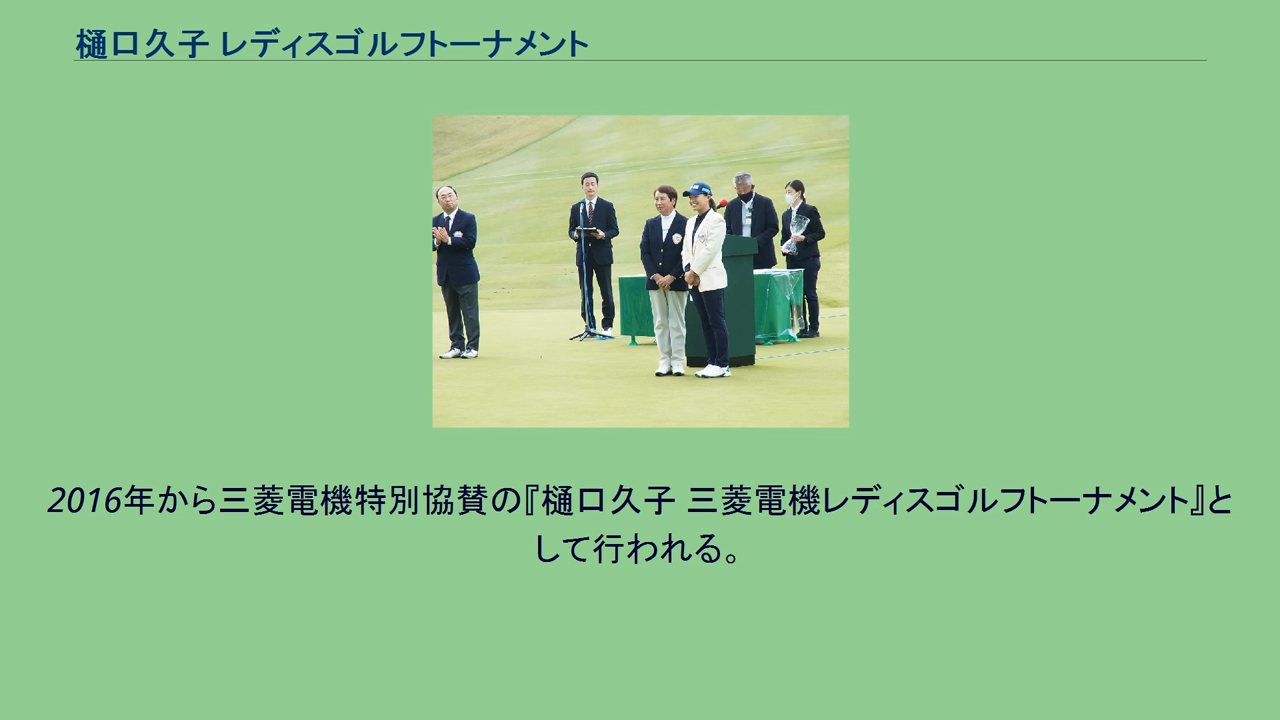 樋口久子 レディスゴルフトーナメント
2016年から三菱電機特別協賛の『樋口久子 三菱電機レディスゴルフトーナメント』と
して行われる。